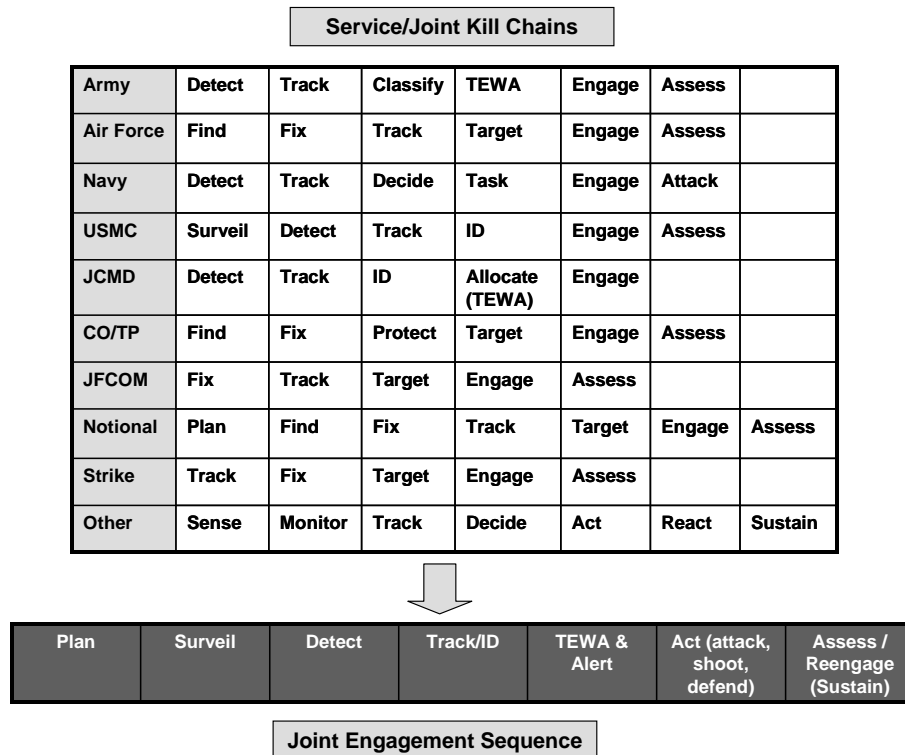 Service/Joint Kill Chains
Army Detect Track Classify TEWA Engage Assess
Air Force Find Fix Track Target Engage Assess
Navy Detect Track Decide Task Engage Attack
USMC Surveil Detect Track ID Engage Assess
JCMD Detect Track ID Allocate (TEWA) Engage
CO/TP Find Fix Protect Target Engage Assess
JFCOM Fix Track Target Engage Assess
Notional Plan Find Fix Track Target Engage Assess
Strike Track Fix Target Engage Assess
Other Sense Monitor Track Decide Act React Sustain
Plan Surveil Detect Track/ID TEWA & Alert Act (attack, shoot, defend) Assess / Reengage (Sustain)
Joint Engagement Sequence